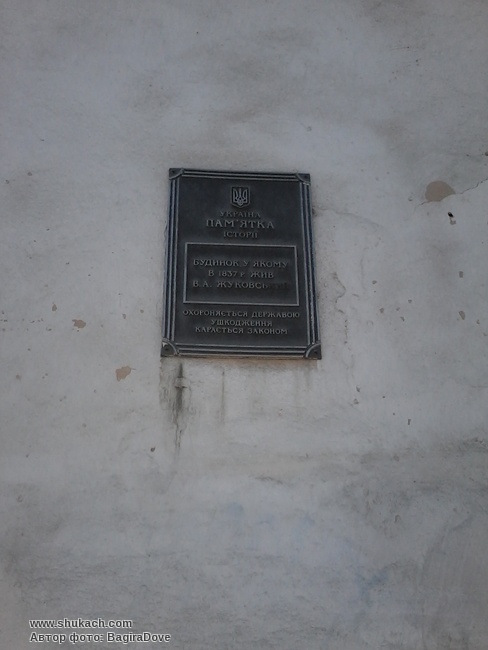 УКРАЇНА
ПАМ'ЯТКА
ІСТОРІЇ
БУДИНОК У ЯКОМУ
В 1837 р. ЖИВ
В.А. ЖУКОВСЬКИЙ
ОХОРОНЯЄТЬСЯ ДЕРЖАВОЮ
УШКОДЖЕННЯ
КАРАЄТЬСЯ ЗАКОНОМ
www.shukach.com
Автор фото: BagiraDove